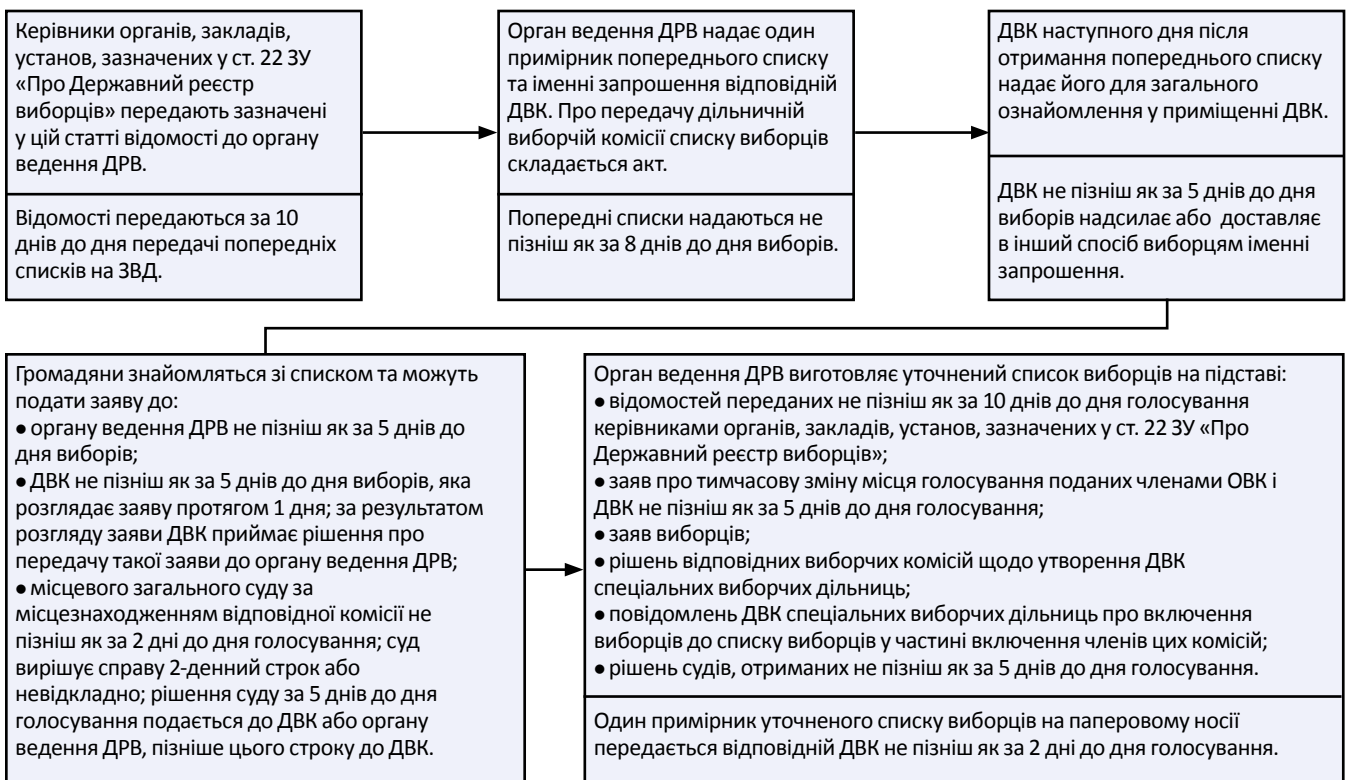 Керівники органів, закладів,
установ, зазначених у ст. 22 ЗУ
«Про Державний реєстр
виборців» передають зазначені
у цій статті відомості до органу
ведення ДРВ.
Відомості передаються за 10
днів до дня передачі попередніх
списків на ЗВД.
Орган ведення ДРВ надає один
примірник попереднього списку
та іменні запрошення відповідній
ДВК. Про передачу дільничній
виборчій комісії списку виборців
складається акт.
Попередні списки надаються не
пізніш як за 8 днів до дня виборів.
ДВК наступного дня після
отримання попереднього списку
надає його для загального
ознайомлення у приміщенні ДВК.
ДВК не пізніш як за 5 днів до дня
виборів надсилає або доставляє
в інший спосіб виборцям іменні
запрошення.
Громадяни знайомляться зі списком та можуть
подати заяву до:
● органу ведення ДРВ не пізніш як за 5 днів до
дня виборів;
● ДВК не пізніш як за 5 днів до дня виборів, яка
розглядає заяву протягом 1 дня; за результатом
розгляду заяви ДВК приймає рішення про
передачу такої заяви до органу ведення ДРВ;
● місцевого загального суду за
місцезнаходженням відповідної комісії не
пізніш як за 2 дні до дня голосування; суд
вирішує справу 2-денний строк або
невідкладно; рішення суду за 5 днів до дня
голосування подається до ДВК або органу
ведення ДРВ, пізніше цього строку до ДВК.
Орган ведення ДРВ виготовляє уточнений список виборців на підставі:
● відомостей переданих не пізніш як за 10 днів до дня голосування
керівниками органів, закладів, установ, зазначених у ст. 22 ЗУ «Про
Державний реєстр виборців»;
● заяв про тимчасову зміну місця голосування поданих членами ОВК і
ДВК не пізніш як за 5 днів до дня голосування;
● заяв виборців;
● рішень відповідних виборчих комісій щодо утворення ДВК
спеціальних виборчих дільниць;
● повідомлень ДВК спеціальних виборчих дільниць про включення
виборців до списку виборців у частині включення членів цих комісій;
● рішень судів, отриманих не пізніш як за 5 днів до дня голосування.
Один примірник уточненого списку виборців на паперовому носії
передається відповідній ДВК не пізніш як за 2 дні до дня голосування.